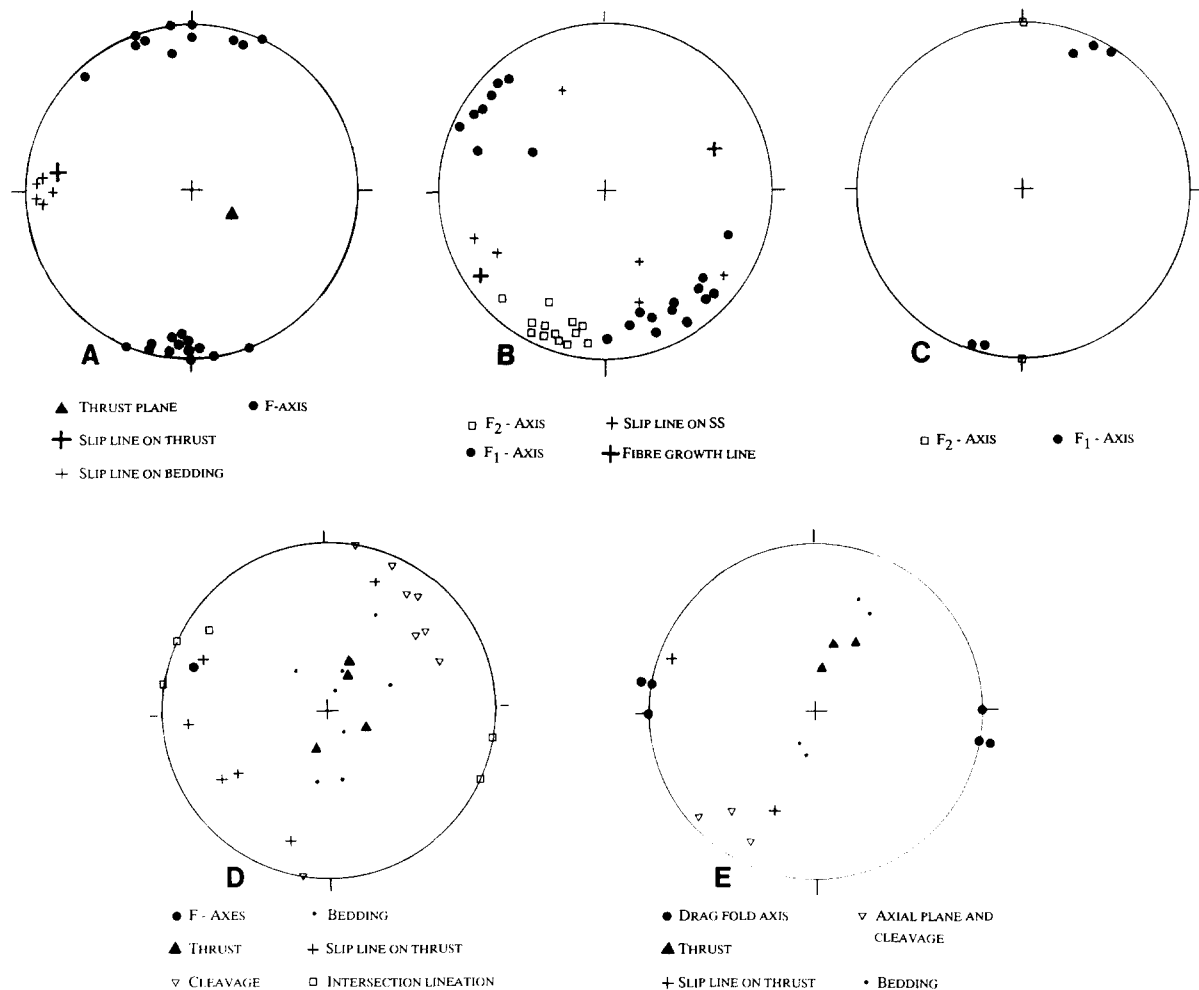 A
B
C
▲ THRUST PLANE ● F-AXIS
+ SLIP LINE ON THRUST
+ SLIP LINE ON BEDDING
□ F2 - AXIS + SLIP LINE ON SS
● F1 - AXIS + FIBRE GROWTH LINE
□ F2 - AXIS ● F1 - AXIS
D
E
● F - AXES · BEDDING
▲ THRUST + SLIP LINE ON THRUST
▽ CLEAVAGE □ INTERSECTION LINEATION
● DRAG FOLD AXIS ▽ AXIAL PLANE AND
CLEAVAGE
▲ THRUST
+ SLIP LINE ON THRUST · BEDDING